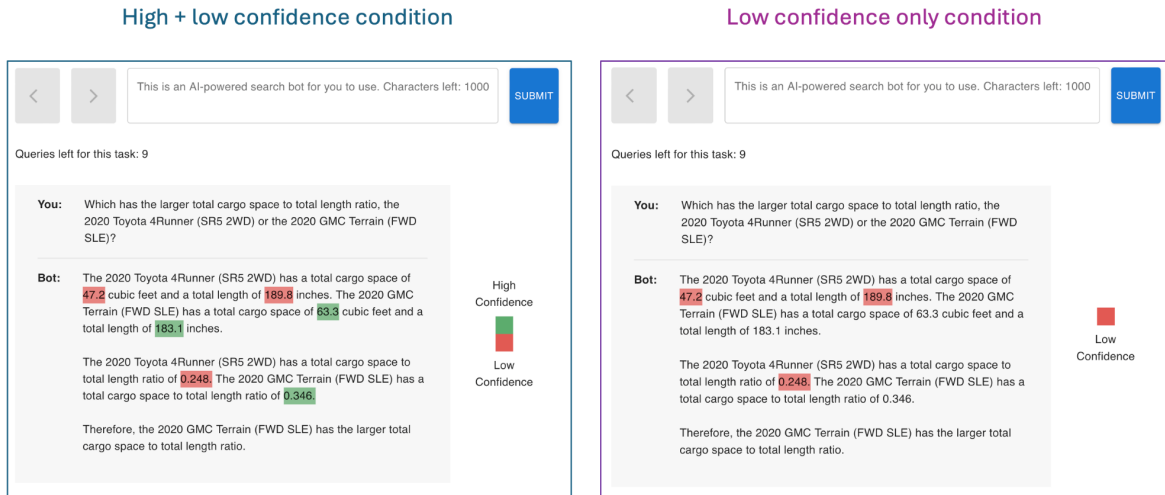 High + low confidence condition
This is an AI-powered search bot for you to use. Characters left: 1000
SUBMIT
Queries left for this task: 9
You:
Which has the larger total cargo space to total length ratio, the
2020 Toyota 4Runner (SR5 2WD) or the 2020 GMC Terrain (FWD
SLE)?
Bot:
The 2020 Toyota 4Runner (SR5 2WD) has a total cargo space of
47.2 cubic feet and a total length of 189.8 inches. The 2020 GMC
Terrain (FWD SLE) has a total cargo space of 63.3 cubic feet and a
total length of 183.1 inches.
The 2020 Toyota 4Runner (SR5 2WD) has a total cargo space to
total length ratio of 0.248. The 2020 GMC Terrain (FWD SLE) has a
total cargo space to total length ratio of 0.346.
Therefore, the 2020 GMC Terrain (FWD SLE) has the larger total
cargo space to total length ratio.
High
Confidence
Low
Confidence
Low confidence only condition
This is an AI-powered search bot for you to use. Characters left: 1000
SUBMIT
Queries left for this task: 9
You:
Which has the larger total cargo space to total length ratio, the
2020 Toyota 4Runner (SR5 2WD) or the 2020 GMC Terrain (FWD
SLE)?
Bot:
The 2020 Toyota 4Runner (SR5 2WD) has a total cargo space of
47.2 cubic feet and a total length of 189.8 inches. The 2020 GMC
Terrain (FWD SLE) has a total cargo space of 63.3 cubic feet and a
total length of 183.1 inches.
The 2020 Toyota 4Runner (SR5 2WD) has a total cargo space to
total length ratio of 0.248. The 2020 GMC Terrain (FWD SLE) has a
total cargo space to total length ratio of 0.346.
Therefore, the 2020 GMC Terrain (FWD SLE) has the larger total
cargo space to total length ratio.
Low
Confidence